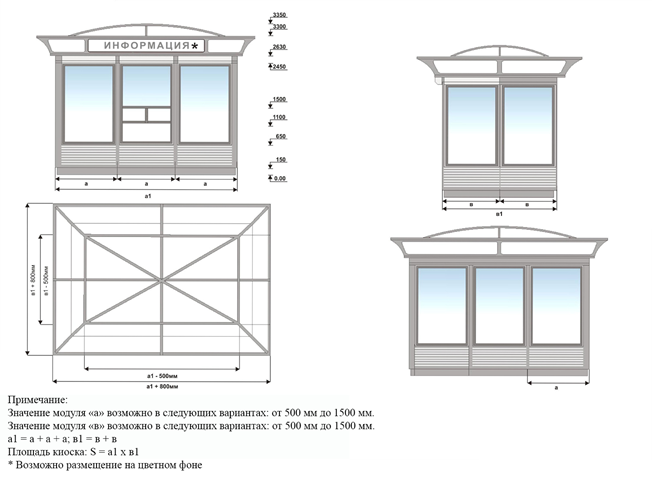 ИНФОРМАЦИЯ*
3350
3300
2630
2450
1500
1100
650
150
0.00
а
а
а
а1
в
в
в1
а1 + 800мм
а1 - 500мм
а1 - 500мм
а1 + 800мм
а
Примечание:
Значение модуля «а» возможно в следующих вариантах: от 500 мм до 1500 мм.
Значение модуля «в» возможно в следующих вариантах: от 500 мм до 1500 мм.
а1 = а + а + а; в1 = в + в
Площадь киоска: S = а1 х в1
* Возможно размещение на цветном фоне